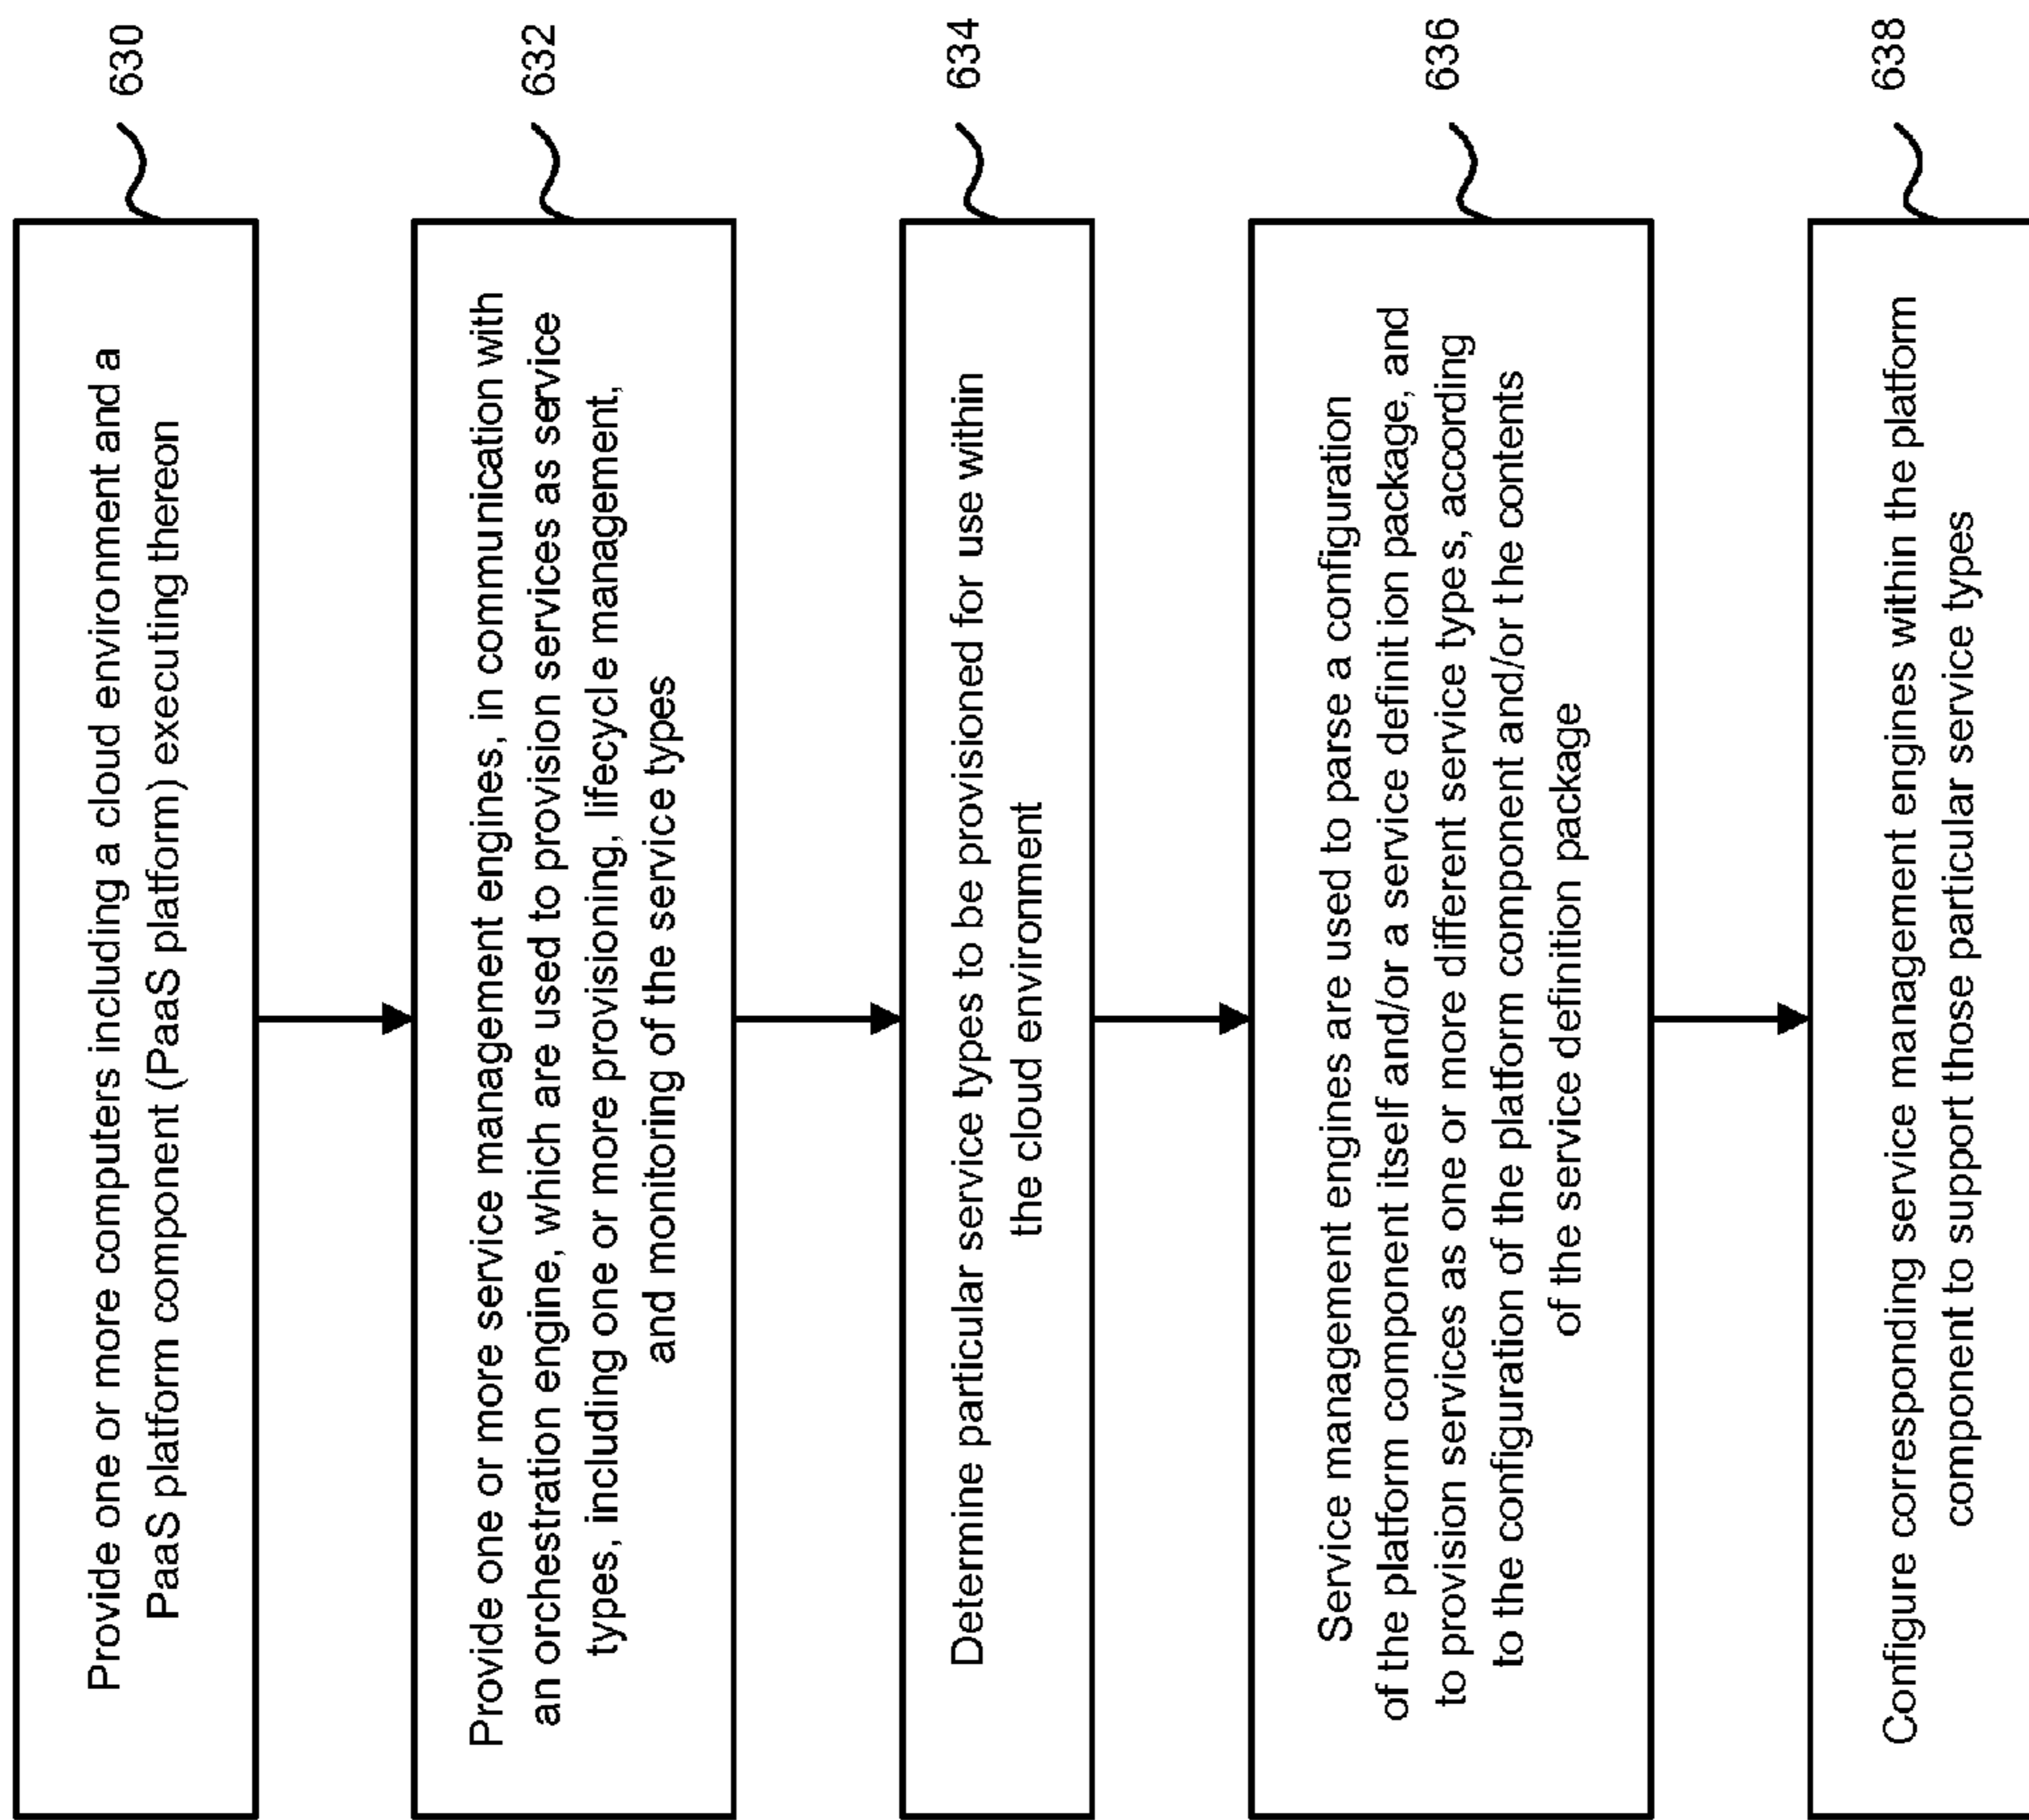 Provide one or more computers including a cloud environment and a
PaaS platform component (PaaS platform) executing thereon
630
Provide one or more service management engines, in communication with
an orchestration engine, which are used to provision services as service
types, including one or more provisioning, lifecycle management,
and monitoring of the service types
632
Determine particular service types to be provisioned for use within
the cloud environment
634
Service management engines are used to parse a configuration
of the platform component itself and/or a service definition package, and
to provision services as one or more different service types, according
to the configuration of the platform component and/or the contents
of the service definition package
636
Configure corresponding service management engines within the platform
component to support those particular service types
638